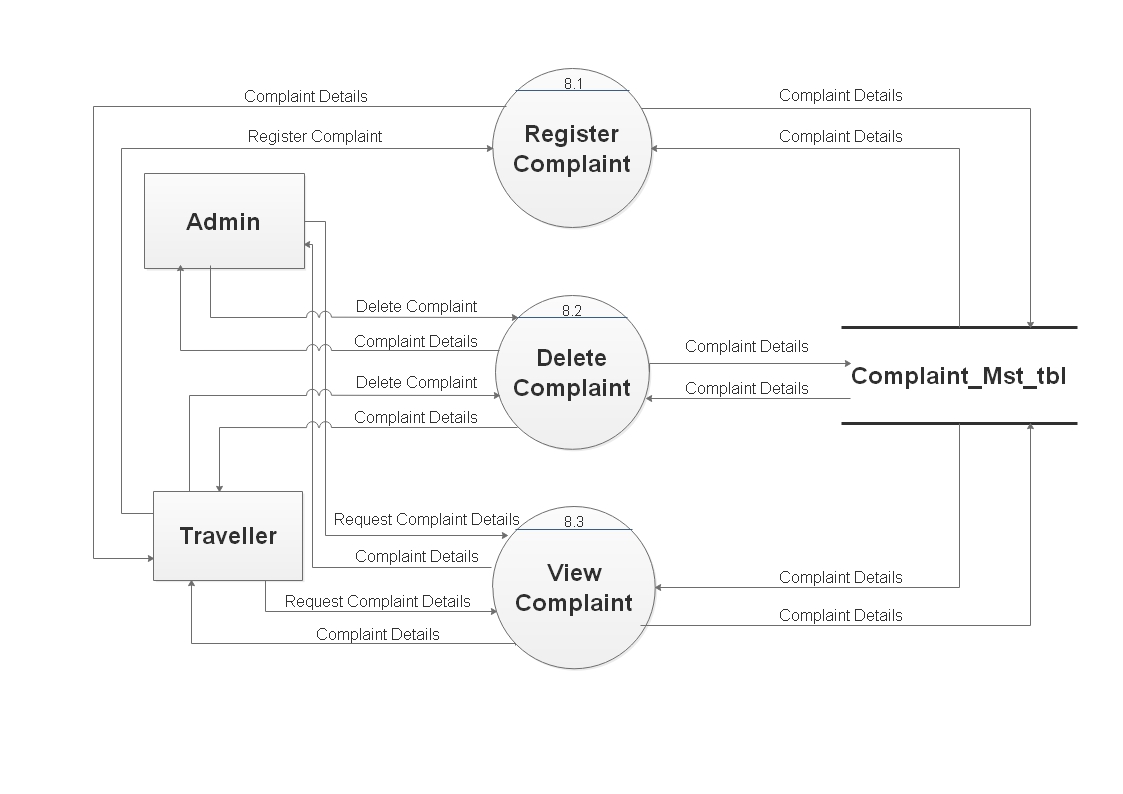 8.1
Complaint Details
Complaint Details
Register Complaint
Register
Complaint
Complaint Details
Admin
Delete Complaint
8.2
Complaint Details
Delete
Complaint
Complaint Details
Complaint_Mst_tbl
Delete Complaint
Complaint Details
Complaint Details
Request Complaint Details
8.3
Traveller
Complaint Details
View
Complaint
Complaint Details
Request Complaint Details
Complaint Details
Complaint Details